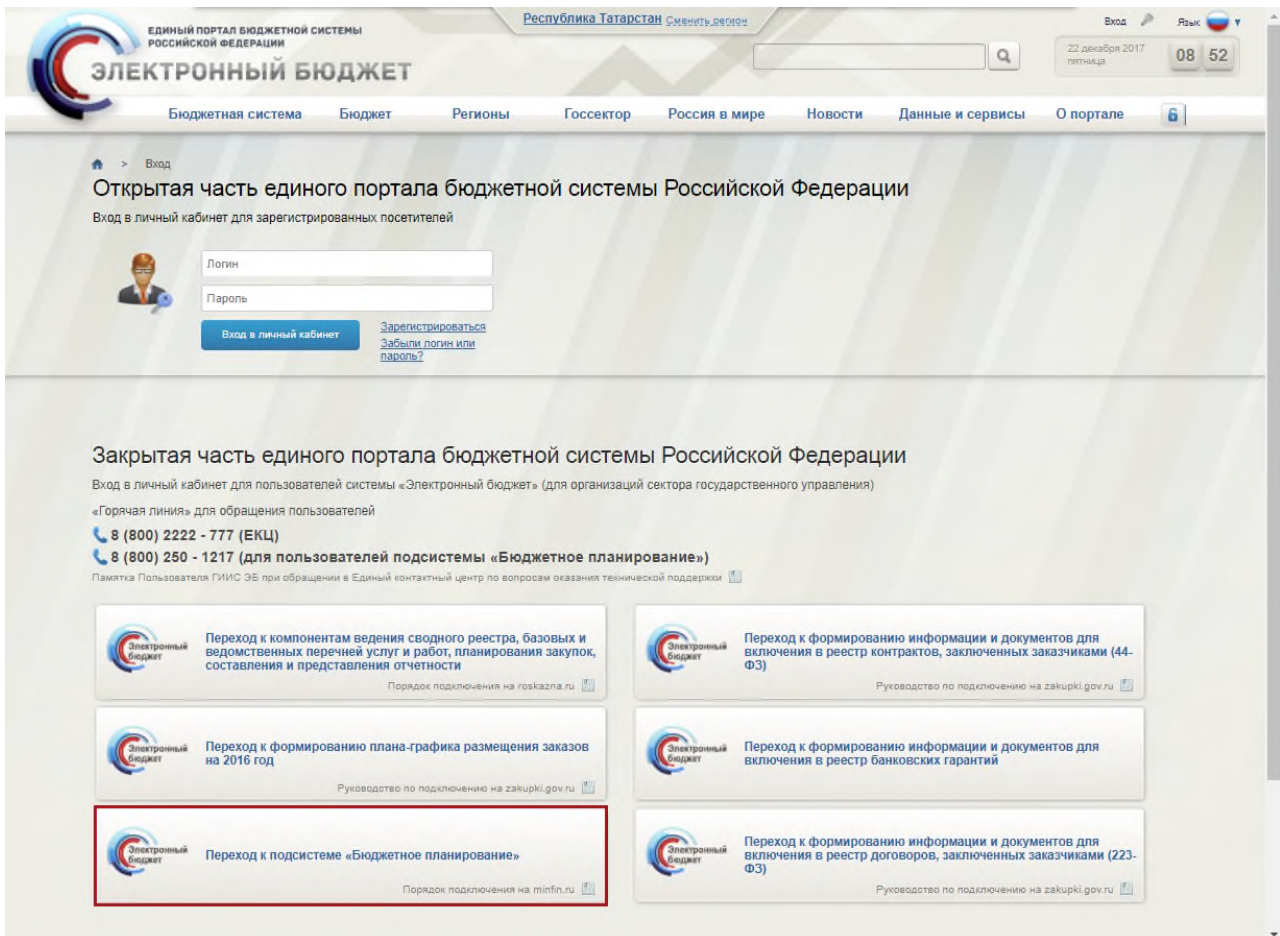 Республика Татарстан Сменить регион
Вход
Язык
ЕДИНЫЙ ПОРТАЛ БЮДЖЕТНОЙ СИСТЕМЫ
РОССИЙСКОЙ ФЕДЕРАЦИИ
ЭЛЕКТРОННЫЙ БЮДЖЕТ
22 декабря 2017
пятница
08 52
Бюджетная система Бюджет Регионы Госсектор Россия в мире Новости Данные и сервисы О портале
> Вход
Открытая часть единого портала бюджетной системы Российской Федерации
Вход в личный кабинет для зарегистрированных посетителей
Логин
Пароль
Вход в личный кабинет
Зарегистрироваться
Забыли логин или
пароль?
Закрытая часть единого портала бюджетной системы Российской Федерации
Вход в личный кабинет для пользователей системы «Электронный бюджет» (для организаций сектора государственного управления)
«Горячая линия» для обращения пользователей
8 (800) 2222 - 777 (ЕКЦ)
8 (800) 250 - 1217 (для пользователей подсистемы «Бюджетное планирование»)
Памятка Пользователя ГИИС ЭБ при обращении в Единый контактный центр по вопросам оказания технической поддержки
Электронный
бюджет
Переход к компонентам ведения сводного реестра, базовых и
ведомственных перечней услуг и работ, планирования закупок,
составления и представления отчетности
Порядок подключения на roskazna.ru
Электронный
бюджет
Переход к формированию информации и документов для
включения в реестр контрактов, заключенных заказчиками (44-
ФЗ)
Руководство по подключению на zakupki.gov.ru
Электронный
бюджет
Переход к формированию плана-графика размещения заказов
на 2016 год
Руководство по подключению на zakupki.gov.ru
Электронный
бюджет
Переход к формированию информации и документов для
включения в реестр банковских гарантий
Электронный
бюджет
Переход к подсистеме «Бюджетное планирование»
Порядок подключения на minfin.ru
Электронный
бюджет
Переход к формированию информации и документов для
включения в реестр договоров, заключенных заказчиками (223-
ФЗ)
Руководство по подключению на zakupki.gov.ru